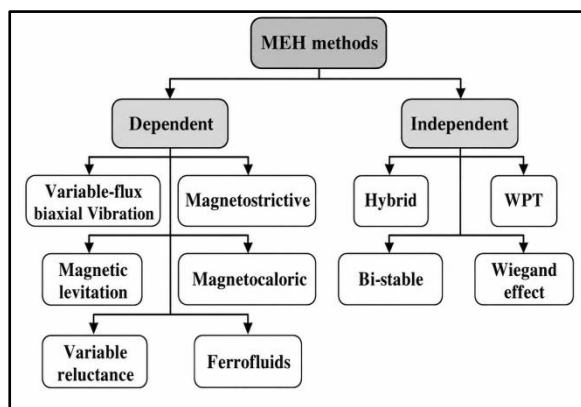 MEH methods
Dependent
Independent
Variable-flux
biaxial Vibration
Magnetostrictive
Hybrid
WPT
Magnetic
levitation
Magnetocaloric
Bi-stable
Wiegand
effect
Variable
reluctance
Ferrofluids